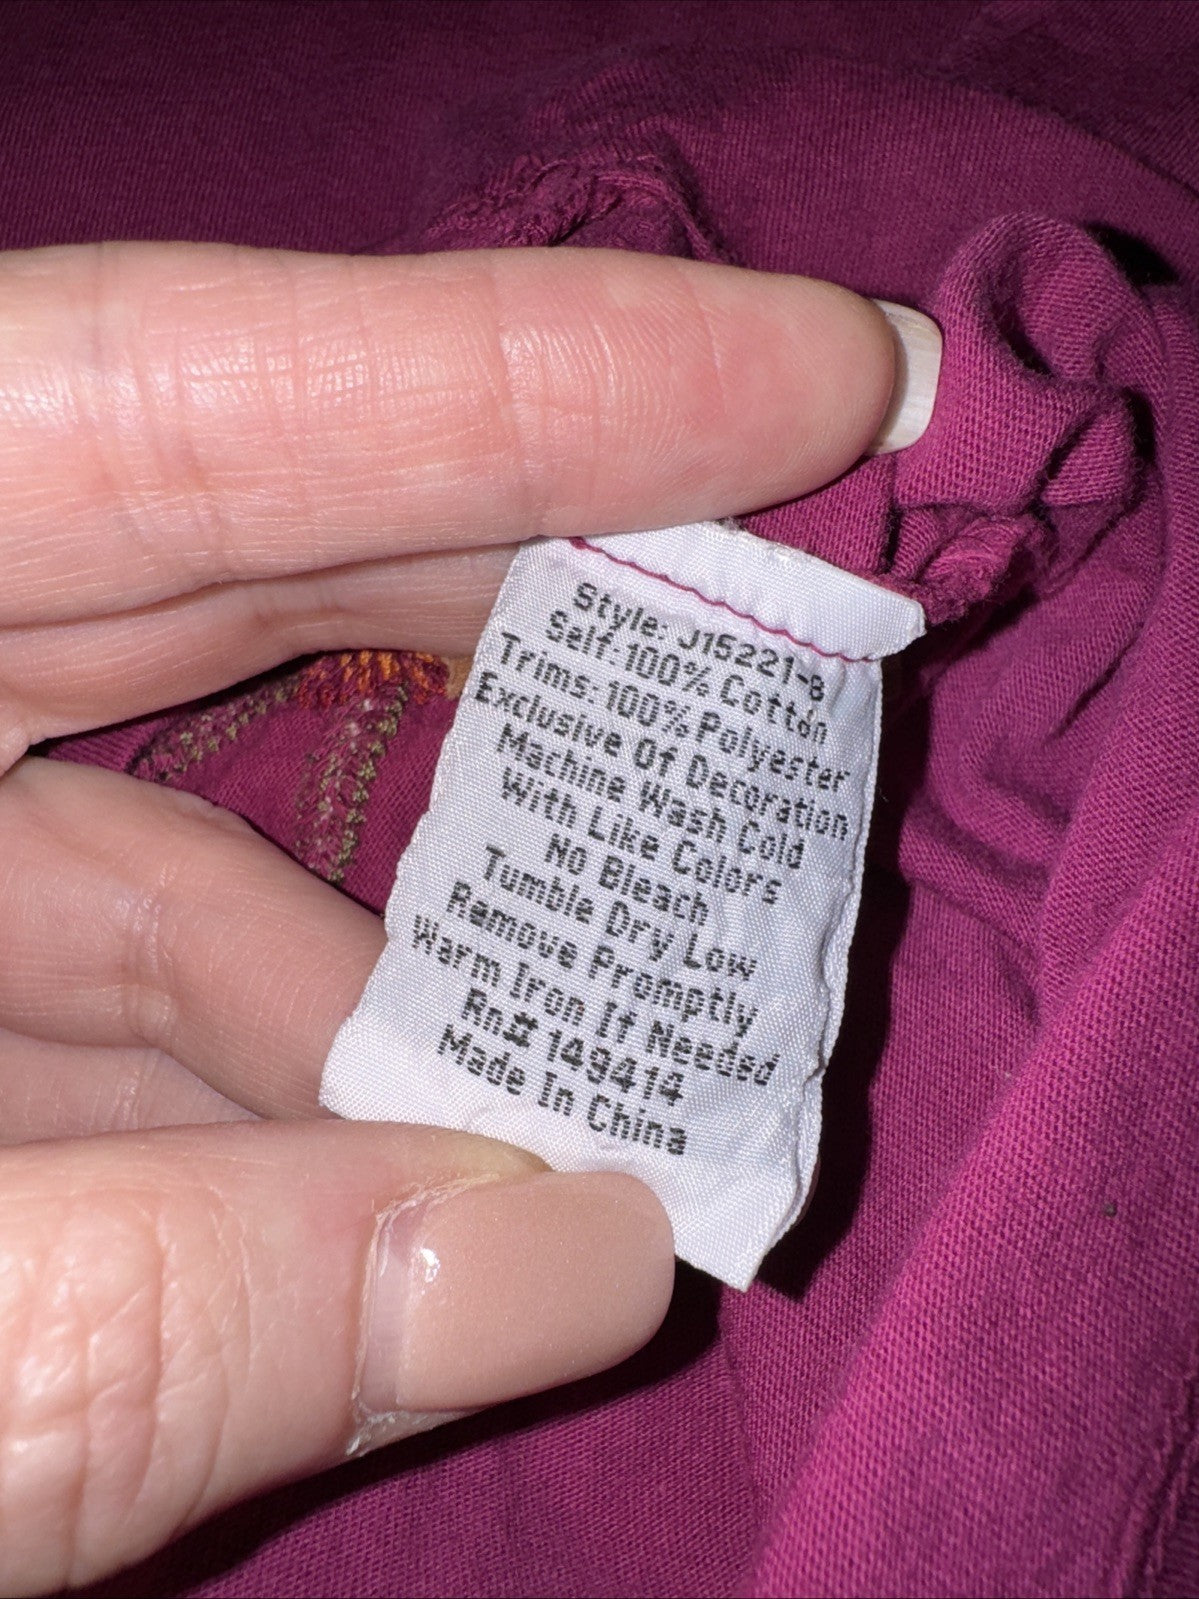 Style: J15221-8
Self: 100% Cotton
Trims: 100% Polyester
Exclusive Of Decoration
Machine Wash Cold
With Like Colors
No Bleach
Tumble Dry Low
Remove Promptly
Warm Iron If Needed
Rn# 149414
Made In China